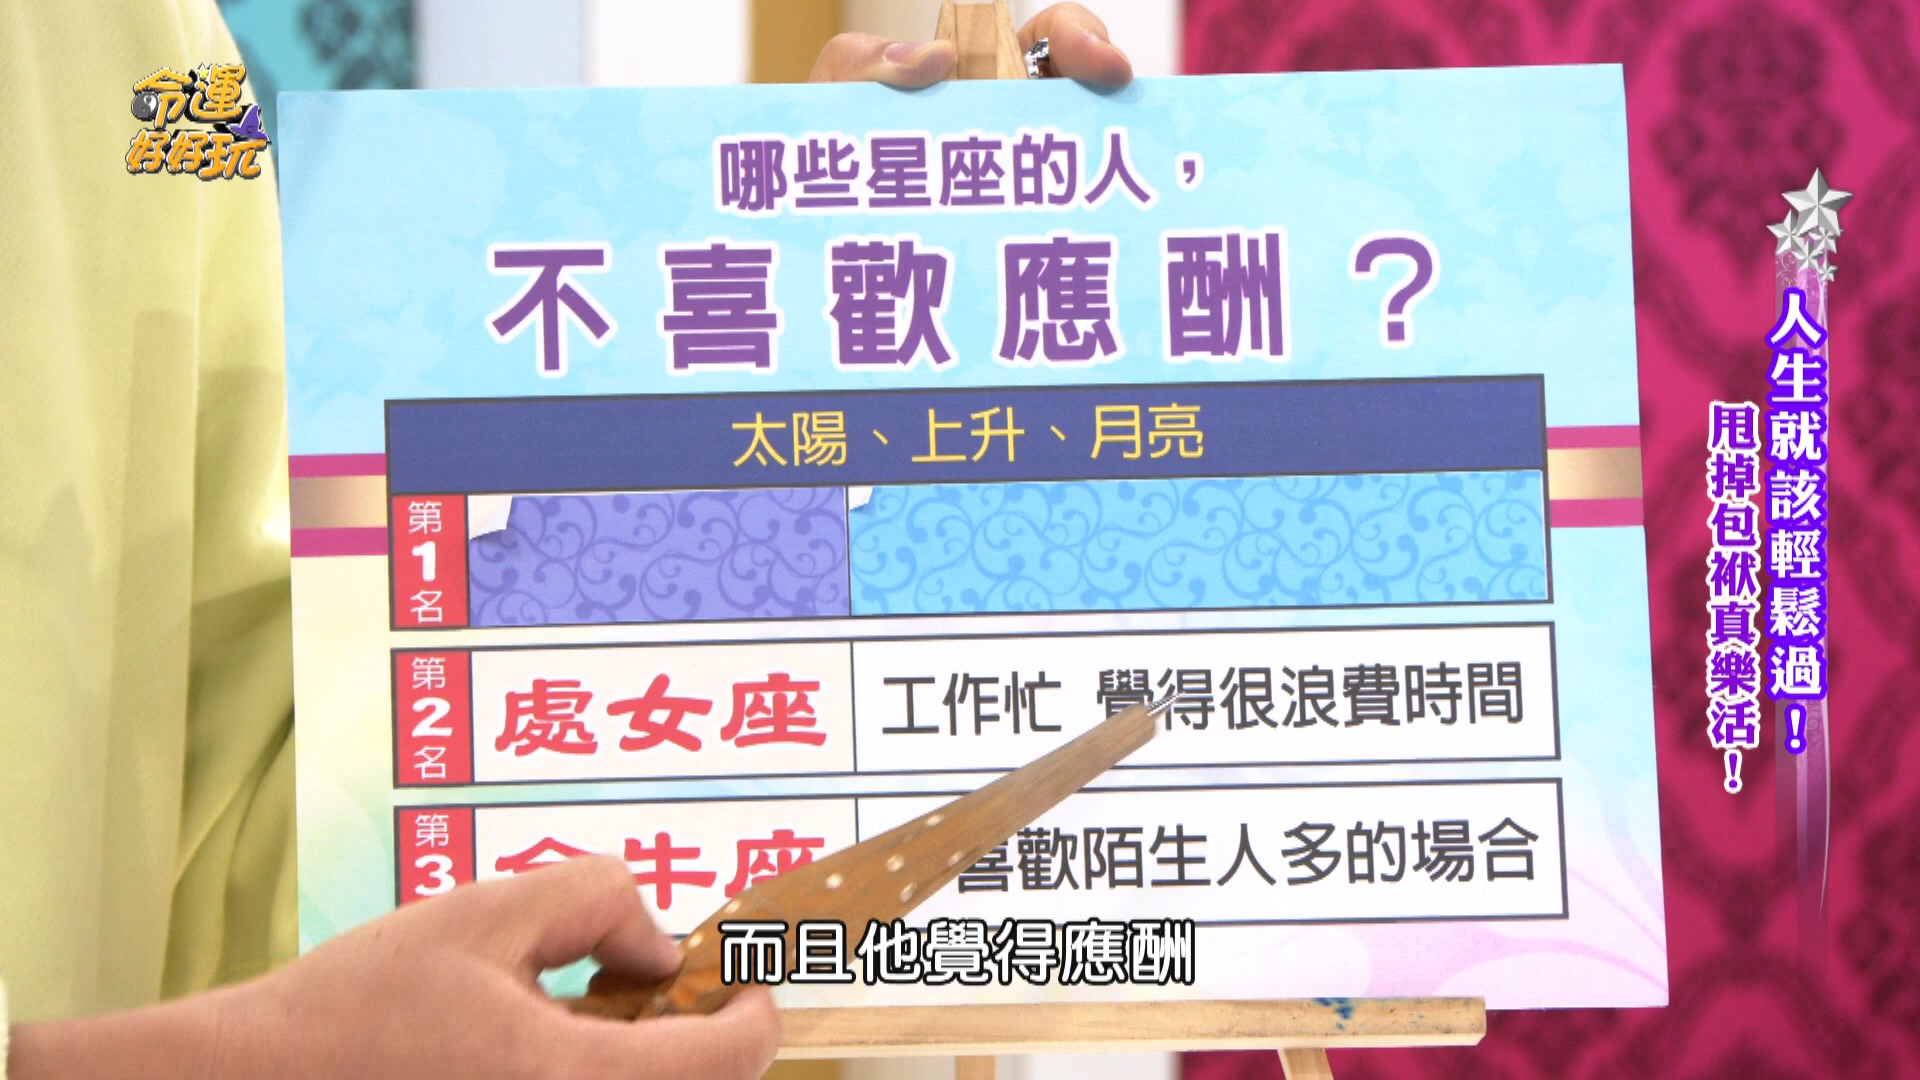 命運
好好玩
哪些星座的人，
不喜歡應酬？
太陽、上升、月亮
第1名
第2名
處女座
工作忙 覺得很浪費時間
第3
牛座
喜歡陌生人多的場合
而且他覺得應酬
人生就該輕鬆過！
甩掉包袱真樂活！